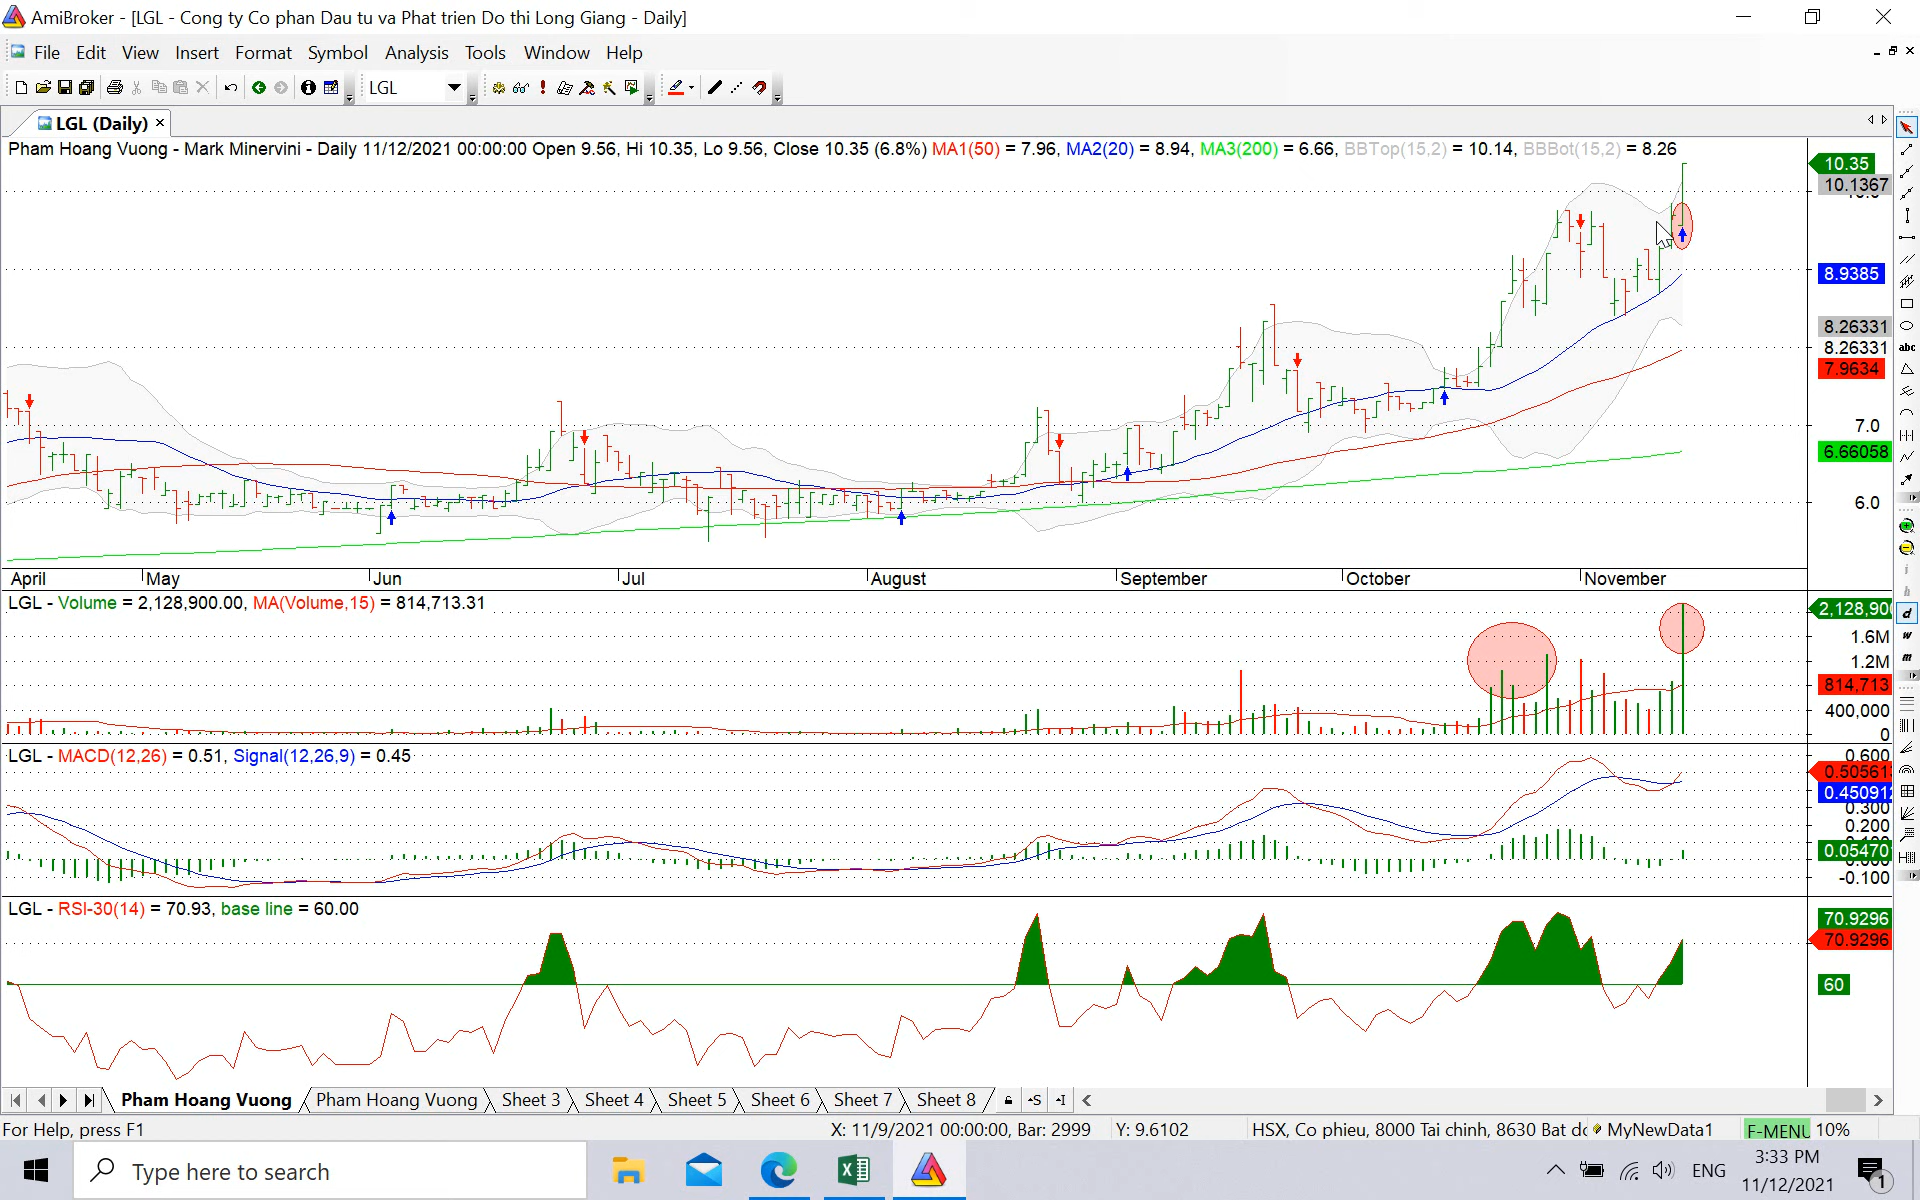 AmiBroker - [LGL - Cong ty Co phan Dau tu va Phat trien Do thi Long Giang - Daily]
File Edit View Insert Format Symbol Analysis Tools Window Help
LGL
LGL (Daily)
Pham Hoang Vuong - Mark Minervini - Daily 11/12/2021 00:00:00 Open 9.56, Hi 10.35, Lo 9.56, Close 10.35 (6.8%) MA1(50) = 7.96, MA2(20) = 8.94, MA3(200) = 6.66, BBTop(15,2) = 10.14, BBBot(15,2) = 8.26
10.35
10.1367
8.9385
8.26331
8.26331
7.9634
7.0
6.66058
6.0
abc
April May Jun Jul August September October November
LGL - Volume = 2,128,900.00, MA(Volume,15) = 814,713.31
2,128,90
1.6M
1.2M
814,713
400,000
0
d
w
m
LGL - MACD(12,26) = 0.51, Signal(12,26,9) = 0.45
0.600
0.50561
0.45091
0.300
0.200
0.05470
-0.100
LGL - RSI-30(14) = 70.93, base line = 60.00
70.9296
70.9296
60
Pham Hoang Vuong Pham Hoang Vuong Sheet 3 Sheet 4 Sheet 5 Sheet 6 Sheet 7 Sheet 8
For Help, press F1 X: 11/9/2021 00:00:00, Bar: 2999 Y: 9.6102 HSX, Co phieu, 8000 Tai chinh, 8630 Bat MyNewData1 F-MENU 10%
Type here to search
ENG
3:33 PM
11/12/2021
1